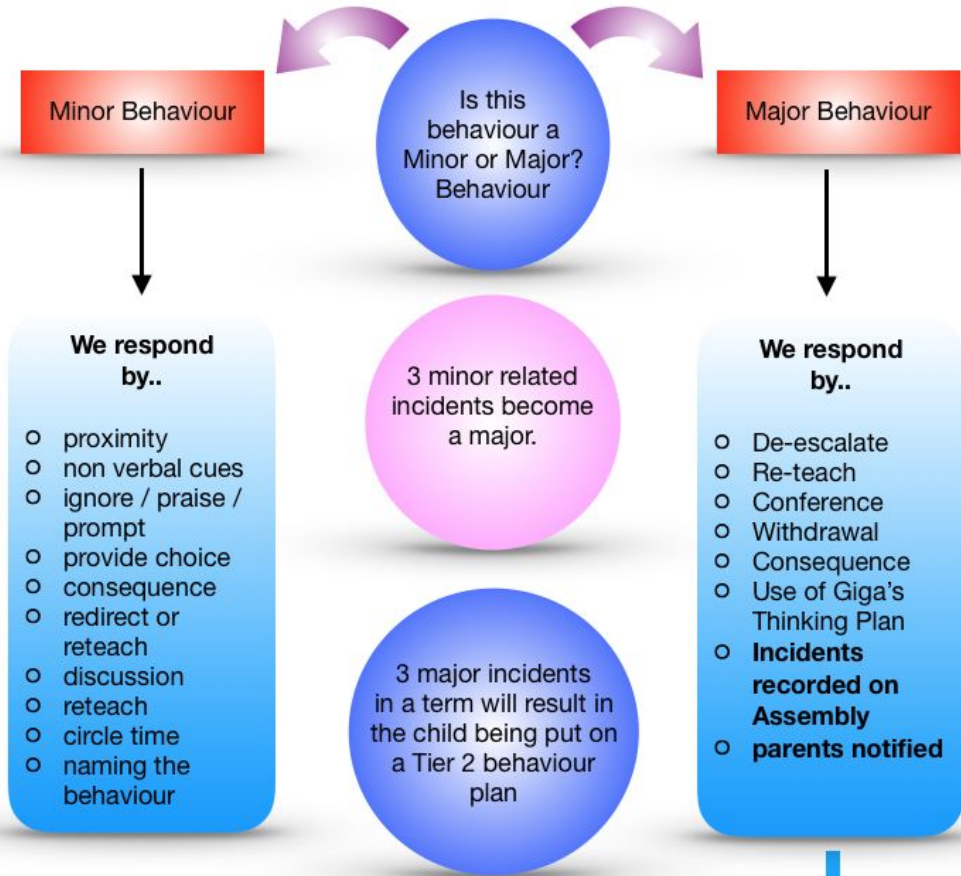 Minor Behaviour
Is this
behaviour a
Minor or Major?
Behaviour
Major Behaviour
We respond
by..
proximity
non verbal cues
ignore / praise /
prompt
provide choice
consequence
redirect or
reteach
discussion
reteach
circle time
naming the
behaviour
3 minor related
incidents become
a major.
3 major incidents
in a term will result in
the child being put on
a Tier 2 behaviour
plan
We respond
by..
De-escalate
Re-teach
Conference
Withdrawal
Consequence
Use of Giga's
Thinking Plan
Incidents
recorded on
Assembly
parents notified